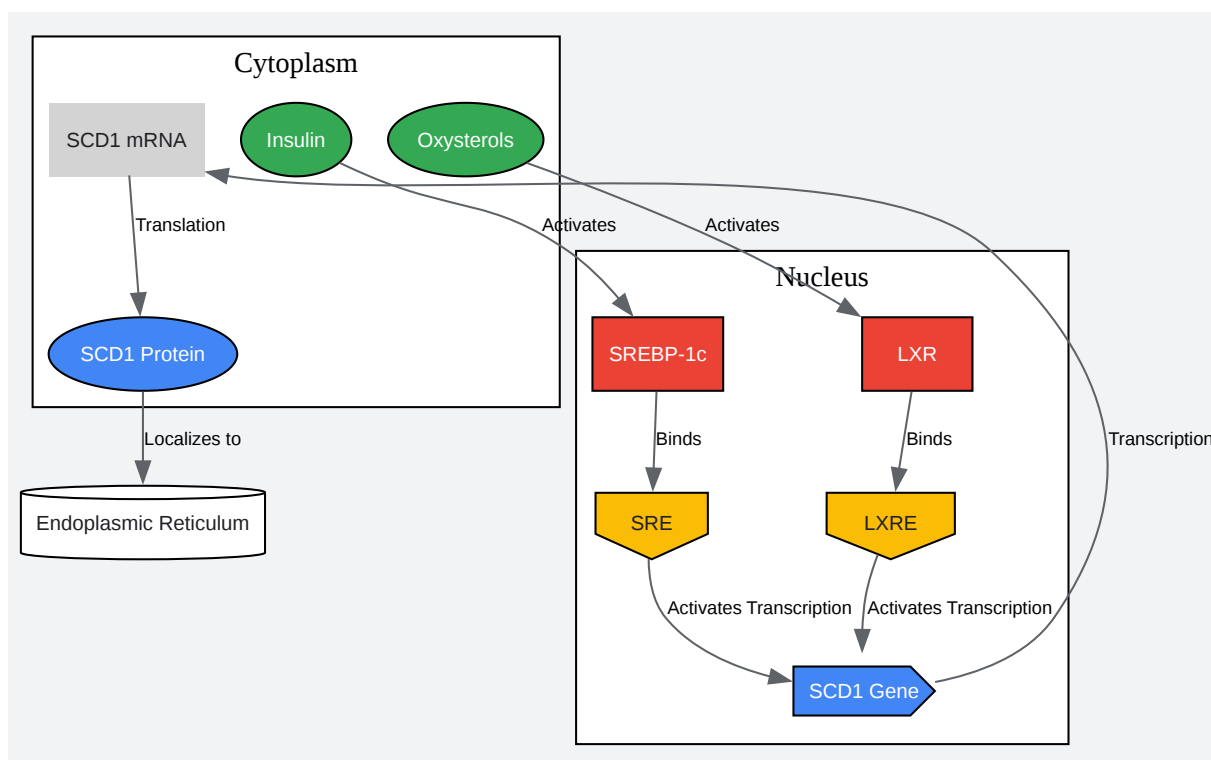 Cytoplasm
SCD1 mRNA
Insulin
Oxysterols
Translation
Activates
Activates
Nucleus
SCD1 Protein
SREBP-1c
LXR
Localizes to
Binds
Binds
Transcription
Endoplasmic Reticulum
SRE
LXRE
Activates Transcription
Activates Transcription
SCD1 Gene